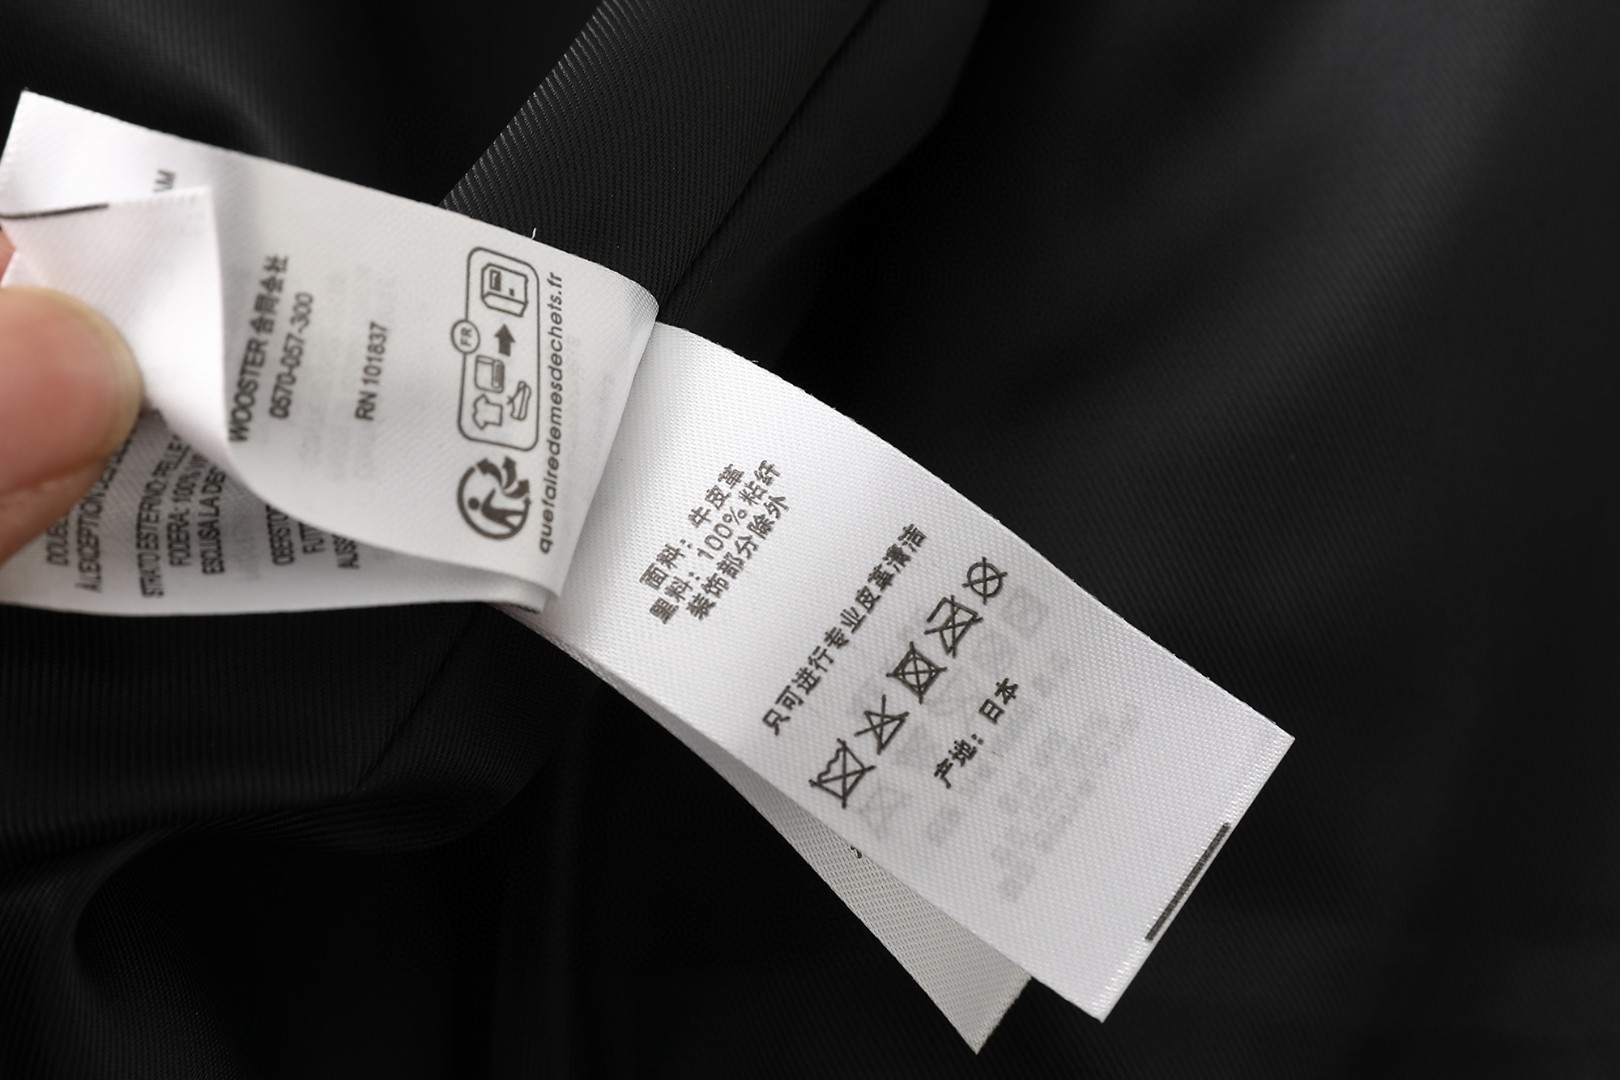 WOOSTER 合同会社
0570-057-300
RN 101837
FR
quefairedemesdechets.fr
STRATO ESTERNO: PELLE
FODERA: 100% VI
ESCLUSA LA DE
面料：牛皮革
里料：100% 粘纤
装饰部分除外
只可进行专业皮革清洁
产地：日本